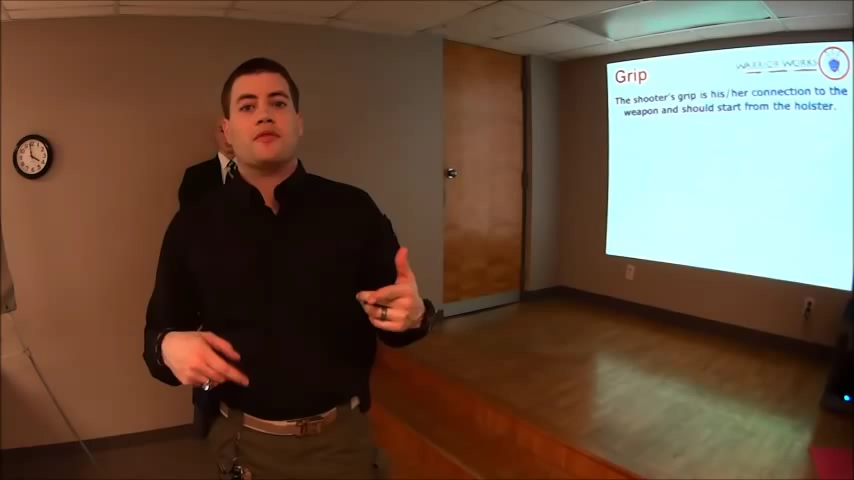 Grip
WARRIOR WORKS
The shooter's grip is his/her connection to the
weapon and should start from the holster.